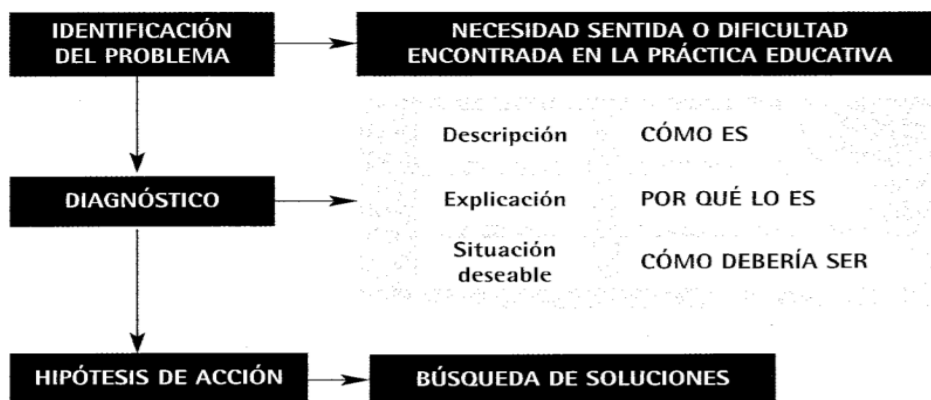 IDENTIFICACIÓN
DEL PROBLEMA
NECESIDAD SENTIDA O DIFICULTAD
ENCONTRADA EN LA PRÁCTICA EDUCATIVA
Descripción CÓMO ES
DIAGNÓSTICO
Explicación POR QUÉ LO ES
Situación
deseable
CÓMO DEBERÍA SER
HIPÓTESIS DE ACCIÓN
BÚSQUEDA DE SOLUCIONES